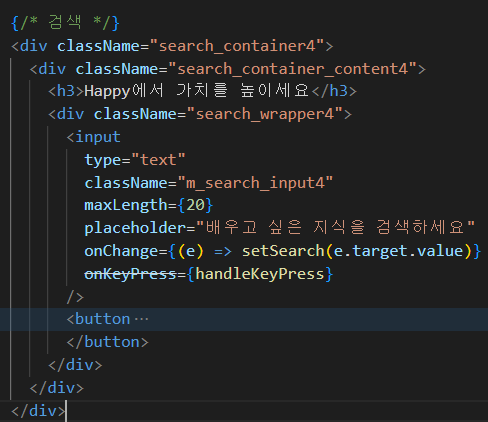 {/* 검색 */}
<div className="search_container4">
<div className="search_container_content4">
<h3>Happy에서 가치를 높이세요</h3>
<div className="search_wrapper4">
<input
type="text"
className="m_search_input4"
maxLength={20}
placeholder="배우고 싶은 지식을 검색하세요"
onChange={(e) => setSearch(e.target.value)}
onKeyPress={handleKeyPress}
/>
<button…
</button>
</div>
</div>
</div>